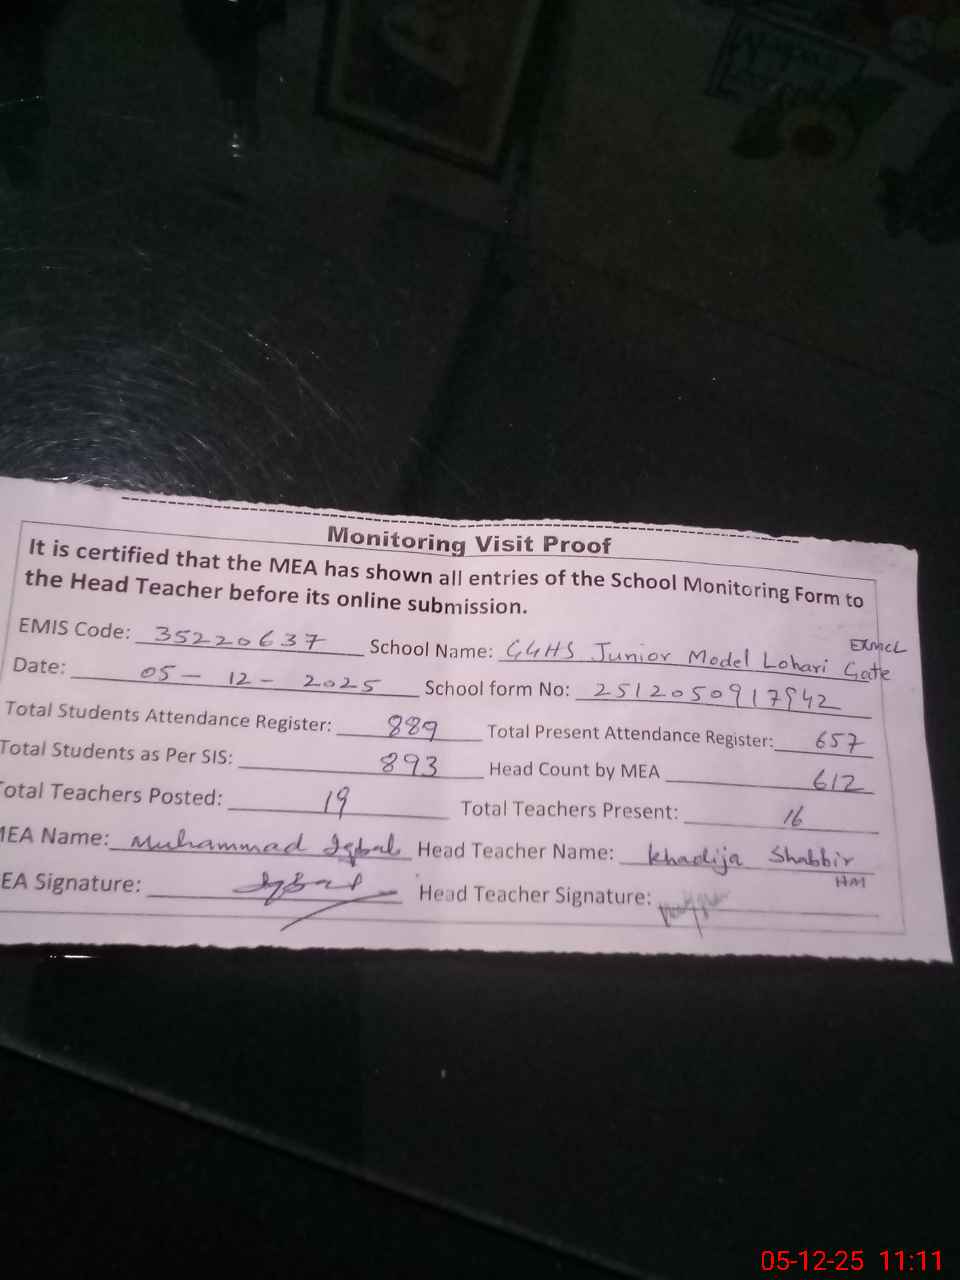 Monitoring Visit Proof
It is certified that the MEA has shown all entries of the School Monitoring Form to
the Head Teacher before its online submission.
EMIS Code: 35220637 School Name: GGHS Junior Model Lohari Gate
Date: 05 - 12 - 2025 School form No: 2512050917942
Total Students Attendance Register: 889 Total Present Attendance Register: 657
Total Students as Per SIS: 893 Head Count by MEA 612
Total Teachers Posted: 19 Total Teachers Present: 16
MEA Name: Muhammad Iqbal Head Teacher Name: Khadija Shabbir
HM
EA Signature: Iqbal Head Teacher Signature:
05-12-25 11:11